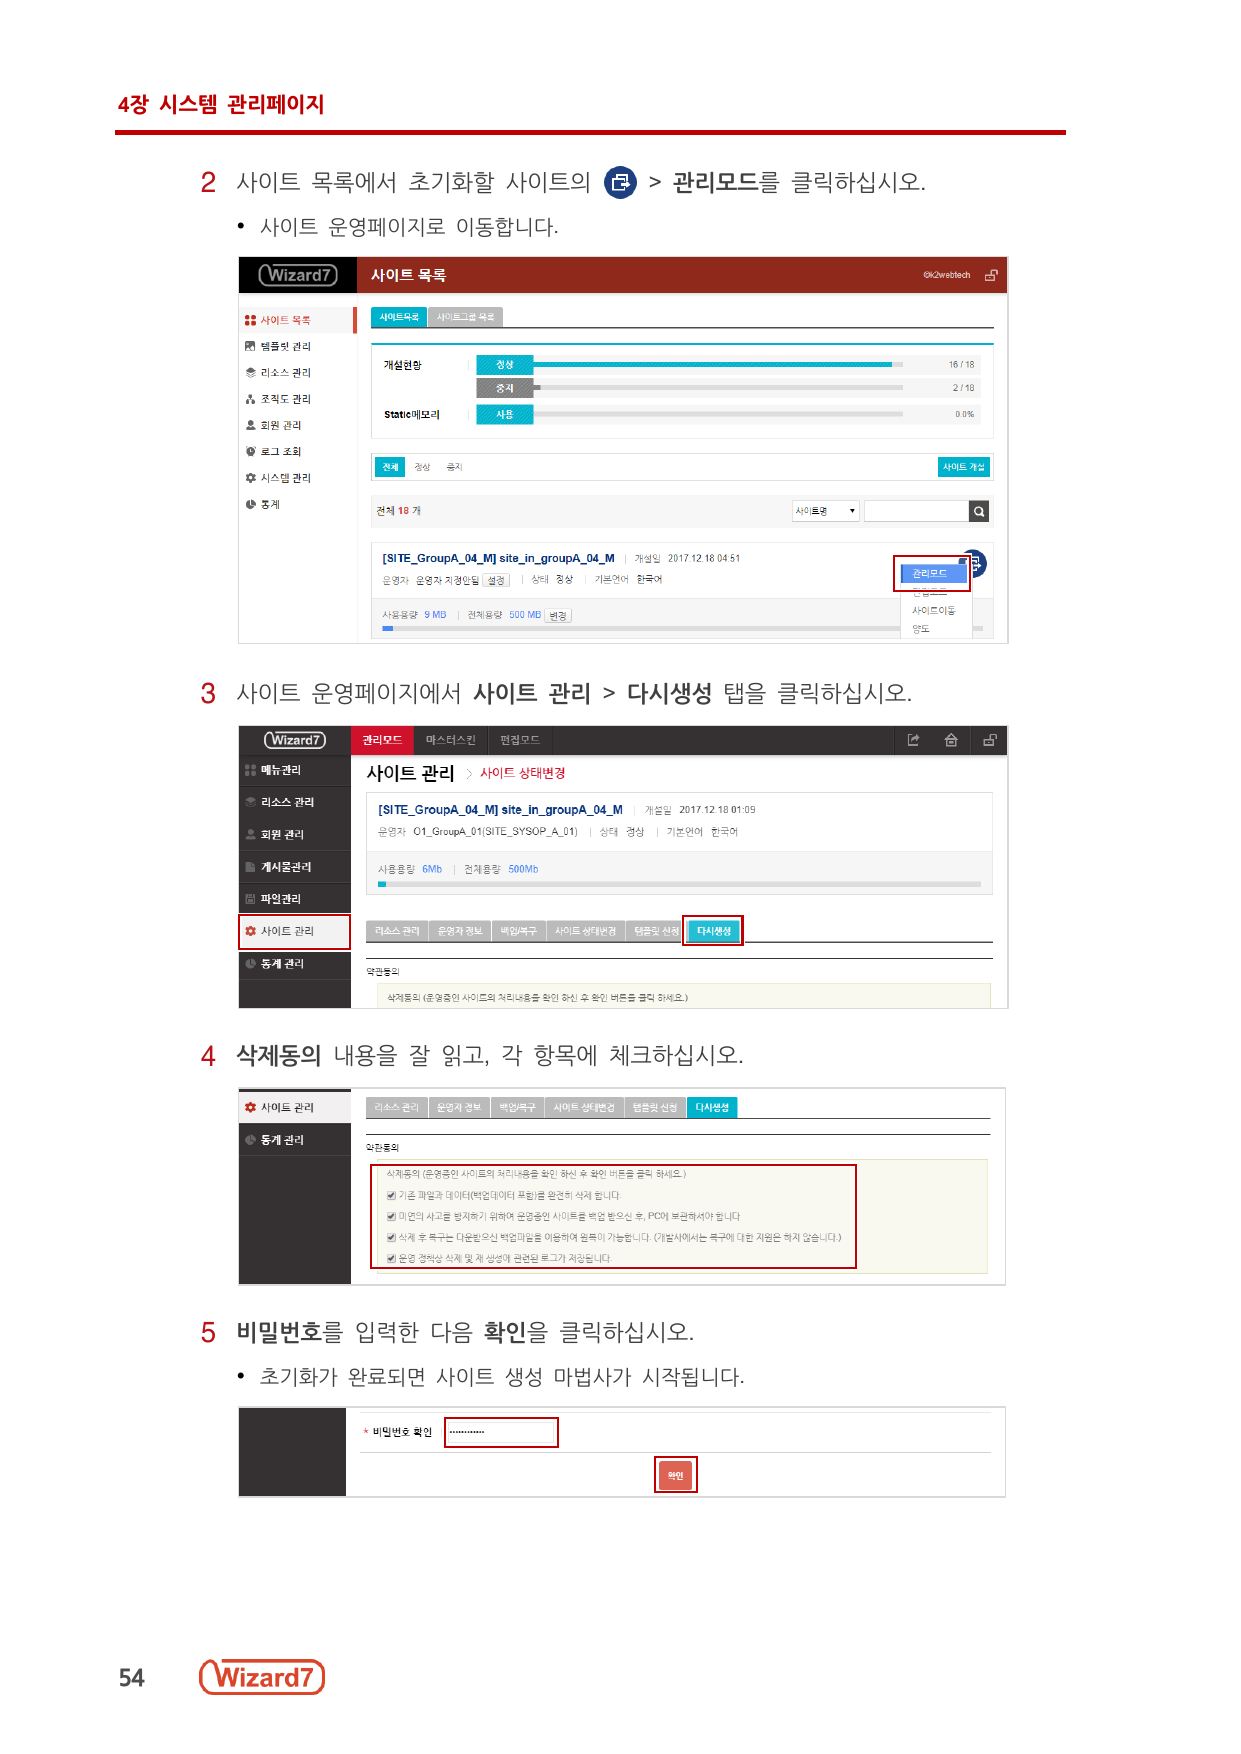 4장 시스템 관리페이지
2 사이트 목록에서 초기화할 사이트의 > 관리모드를 클릭하십시오.
• 사이트 운영페이지로 이동합니다.
Wizard7 사이트 목록 @k2webtech
사이트 목록
템플릿 관리
리소스 관리
조직도 관리
회원 관리
로그 조회
시스템 관리
통계
사이트목록 사이트그룹 목록
개설현황 정상 16 / 18
중지 2 / 18
Static메모리 사용 0.0%
전체 정상 중지 사이트 개설
전체 18 개 사이트명
[SITE_GroupA_04_M] site_in_groupA_04_M 개설일 2017.12.18 04:51
운영자 운영자 지정안됨 설정 상태 정상 기본언어 한국어
사용용량 9 MB 전체용량 500 MB 변경
관리모드
편집모드
사이트이동
양도
3 사이트 운영페이지에서 사이트 관리 > 다시생성 탭을 클릭하십시오.
Wizard7 관리모드 마스터스킨 편집모드
메뉴관리
리소스 관리
회원 관리
게시물관리
파일관리
사이트 관리
통계 관리
사이트 관리 > 사이트 상태변경
[SITE_GroupA_04_M] site_in_groupA_04_M 개설일 2017.12.18 01:09
운영자 O1_GroupA_01(SITE_SYSOP_A_01) 상태 정상 기본언어 한국어
사용용량 6Mb 전체용량 500Mb
리소스 관리 운영자 정보 백업/복구 사이트 상태변경 템플릿 신청 다시생성
약관동의
삭제동의 (운영중인 사이트의 처리내용을 확인 하신 후 확인 버튼을 클릭 하세요.)
4 삭제동의 내용을 잘 읽고, 각 항목에 체크하십시오.
사이트 관리
통계 관리
리소스 관리 운영자 정보 백업/복구 사이트 상태변경 템플릿 신청 다시생성
약관동의
삭제동의 (운영중인 사이트의 처리내용을 확인 하신 후 확인 버튼을 클릭 하세요.)
기존 파일과 데이터(백업데이터 포함)를 완전히 삭제 합니다.
미연의 사고를 방지하기 위하여 운영중인 사이트를 백업 받으신 후, PC에 보관하셔야 합니다
삭제 후 복구는 다운받으신 백업파일을 이용하여 원복이 가능합니다. (개발사에서는 복구에 대한 지원은 하지 않습니다.)
운영 정책상 삭제 및 재 생성에 관련된 로그가 저장됩니다.
5 비밀번호를 입력한 다음 확인을 클릭하십시오.
• 초기화가 완료되면 사이트 생성 마법사가 시작됩니다.
* 비밀번호 확인 ············
확인
54 Wizard7